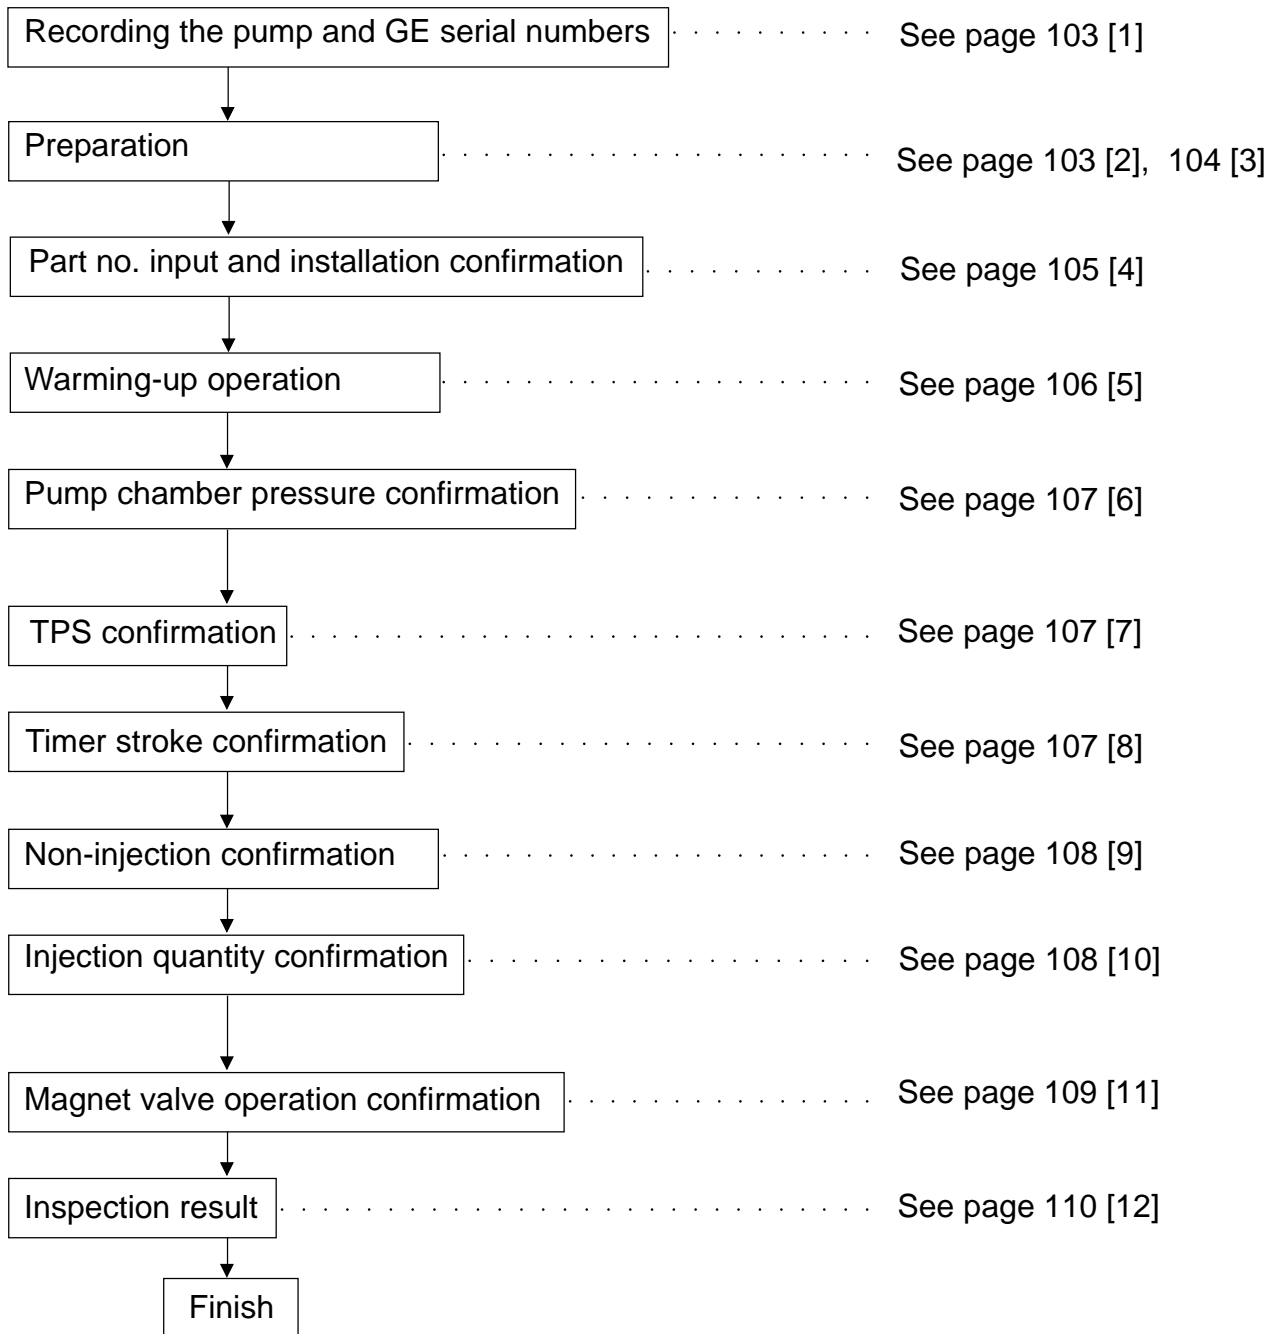 Recording the pump and GE serial numbers See page 103 [1]
Preparation See page 103 [2], 104 [3]
Part no. input and installation confirmation See page 105 [4]
Warming-up operation See page 106 [5]
Pump chamber pressure confirmation See page 107 [6]
TPS confirmation See page 107 [7]
Timer stroke confirmation See page 107 [8]
Non-injection confirmation See page 108 [9]
Injection quantity confirmation See page 108 [10]
Magnet valve operation confirmation See page 109 [11]
Inspection result See page 110 [12]
Finish